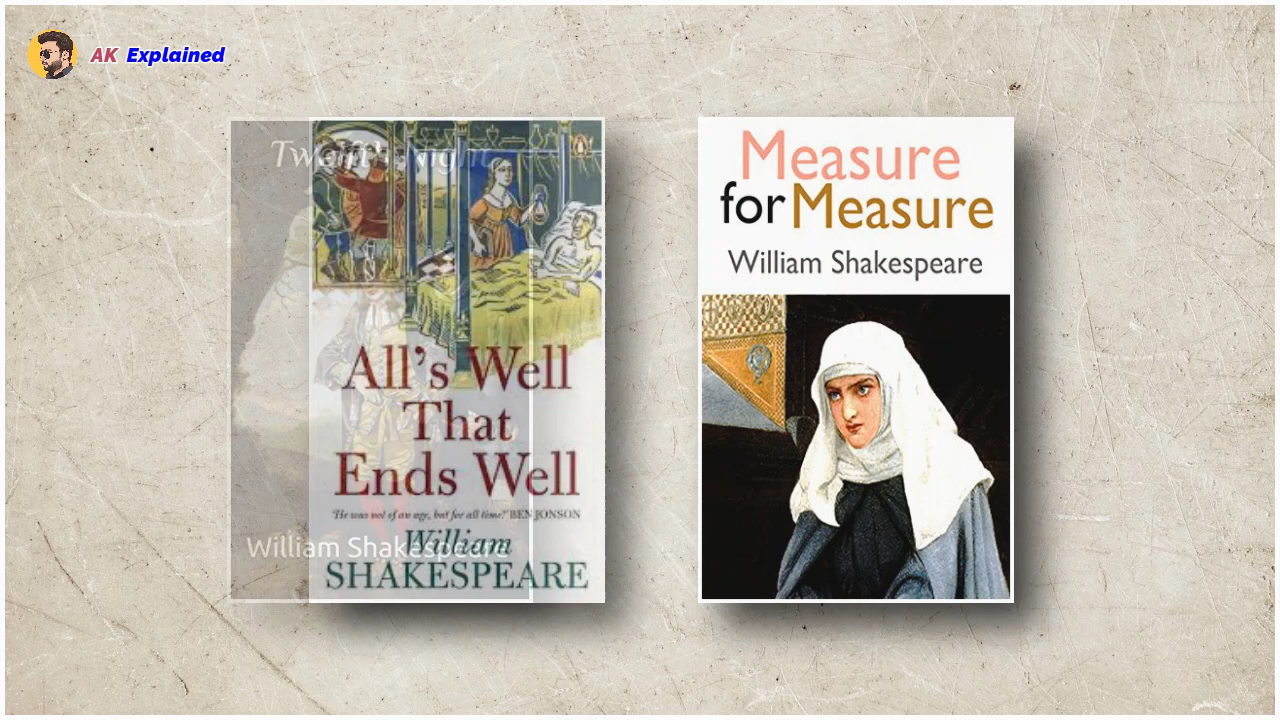 AK Explained
Twelfth Night
All's Well
That
Ends Well
'He was not of an age, but for all time!' BEN JONSON
William
SHAKESPEARE
William Shakespeare
Measure
for Measure
William Shakespeare